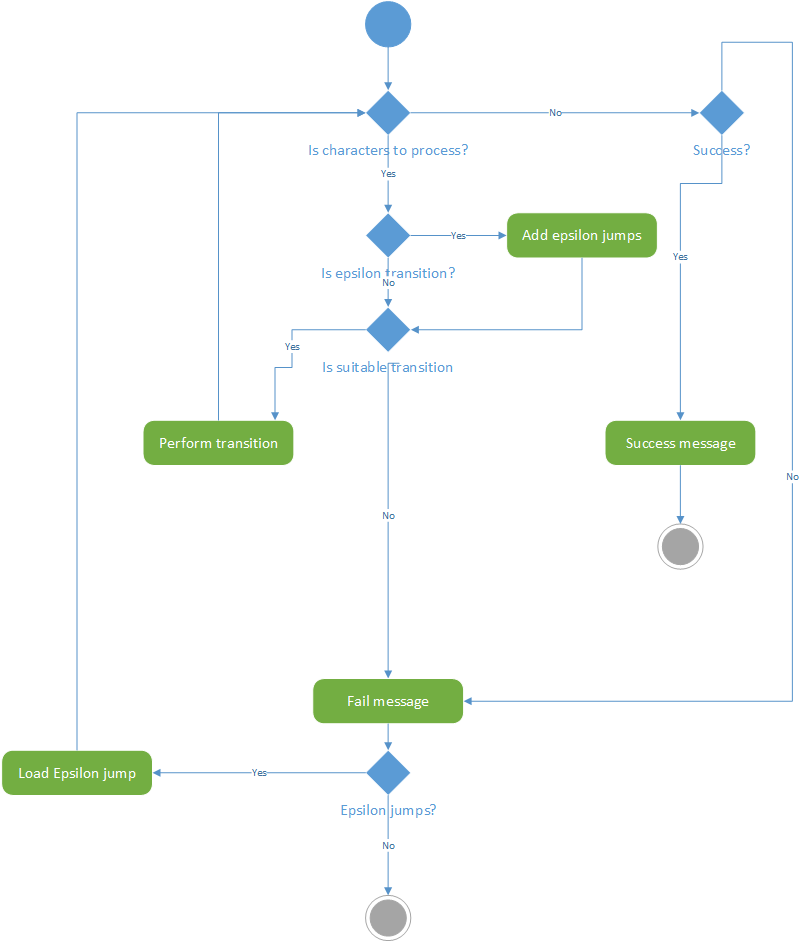 No
Is characters to process?
Success?
Yes
Yes
Add epsilon jumps
Yes
Is epsilon transition?
No
Yes
Is suitable transition
Perform transition
Success message
No
No
Fail message
Load Epsilon jump
Yes
Epsilon jumps?
No